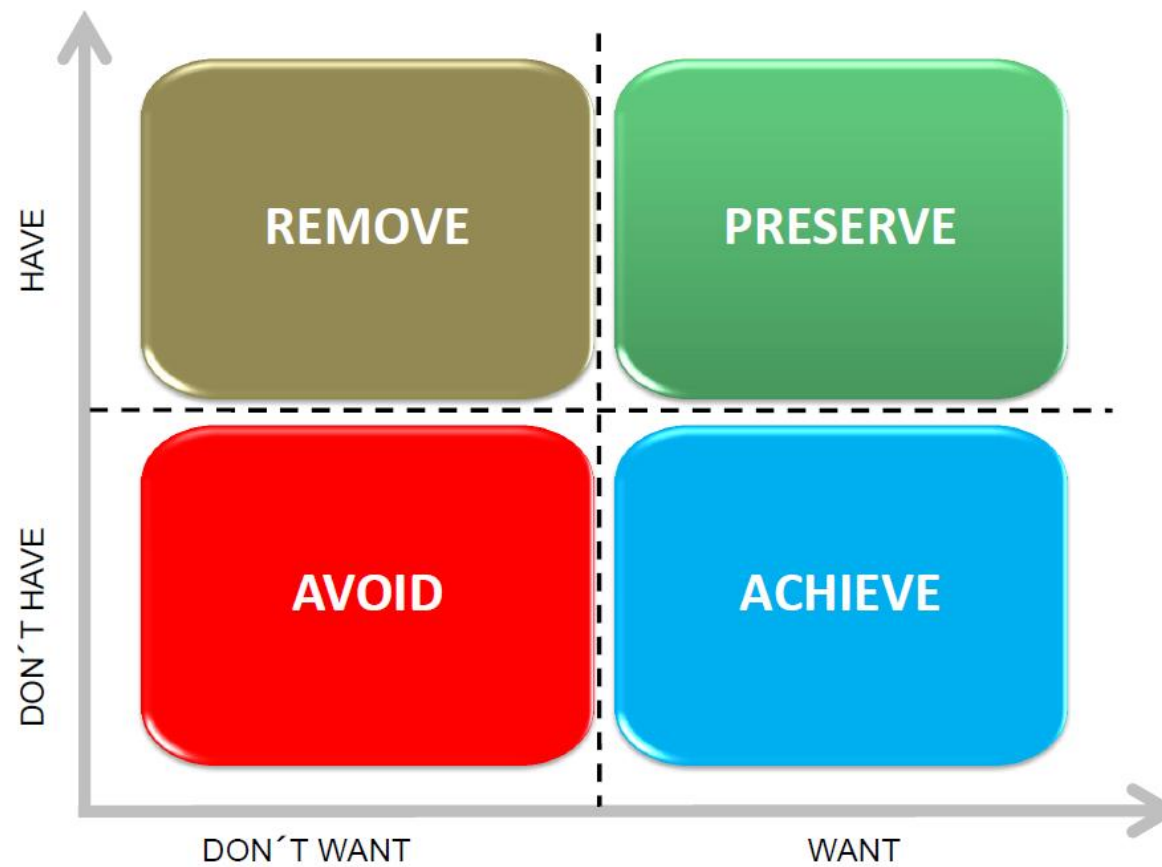 HAVE
REMOVE
PRESERVE
DON´T HAVE
AVOID
ACHIEVE
DON´T WANT
WANT